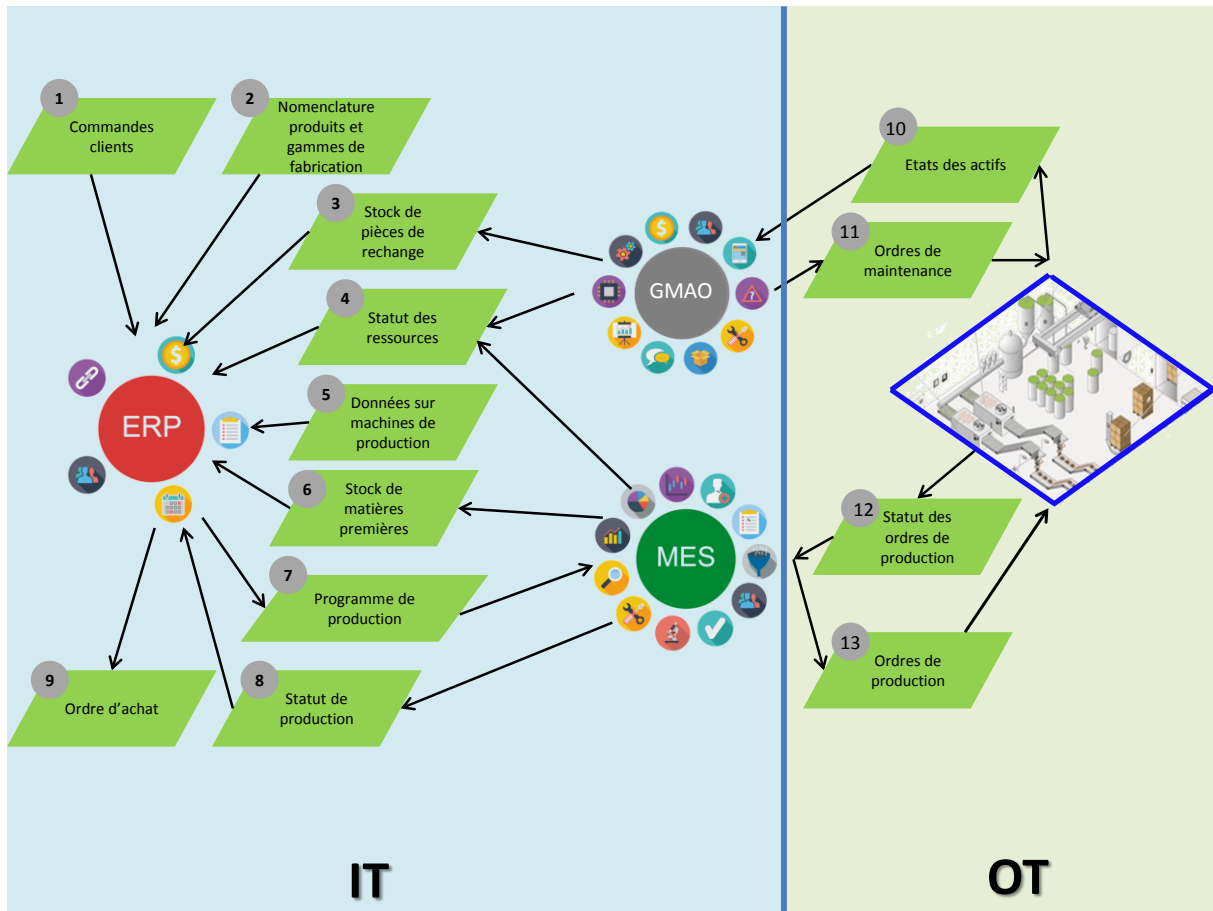 1
Commandes
clients
2
Nomenclature
produits et
gammes de
fabrication
3
Stock de
pièces de
rechange
4
Statut des
ressources
5
Données sur
machines de
production
6
Stock de
matières
premières
7
Programme de
production
8
Statut de
production
9
Ordre d’achat
ERP
GMAO
MES
10
Etats des actifs
11
Ordres de
maintenance
12
Statut des
ordres de
production
13
Ordres de
production
IT
OT